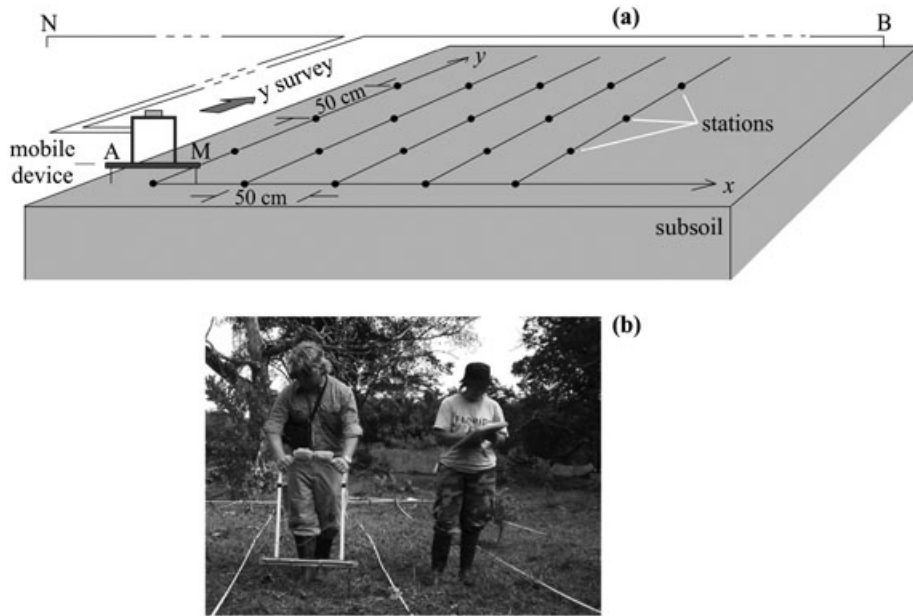 (a)
N
B
y survey
50 cm
y
stations
mobile
device
A
M
50 cm
x
subsoil
(b)